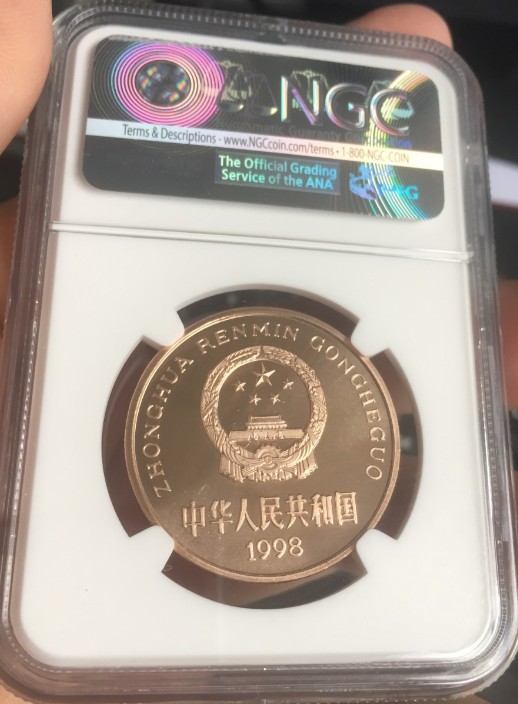 NGC
Terms & Descriptions - www.NGCcoin.com/terms • 1-800-NGC-COIN
The Official Grading
Service of the ANA
ZHONGHUA RENMIN GONGHEGUO
中华人民共和国
1998